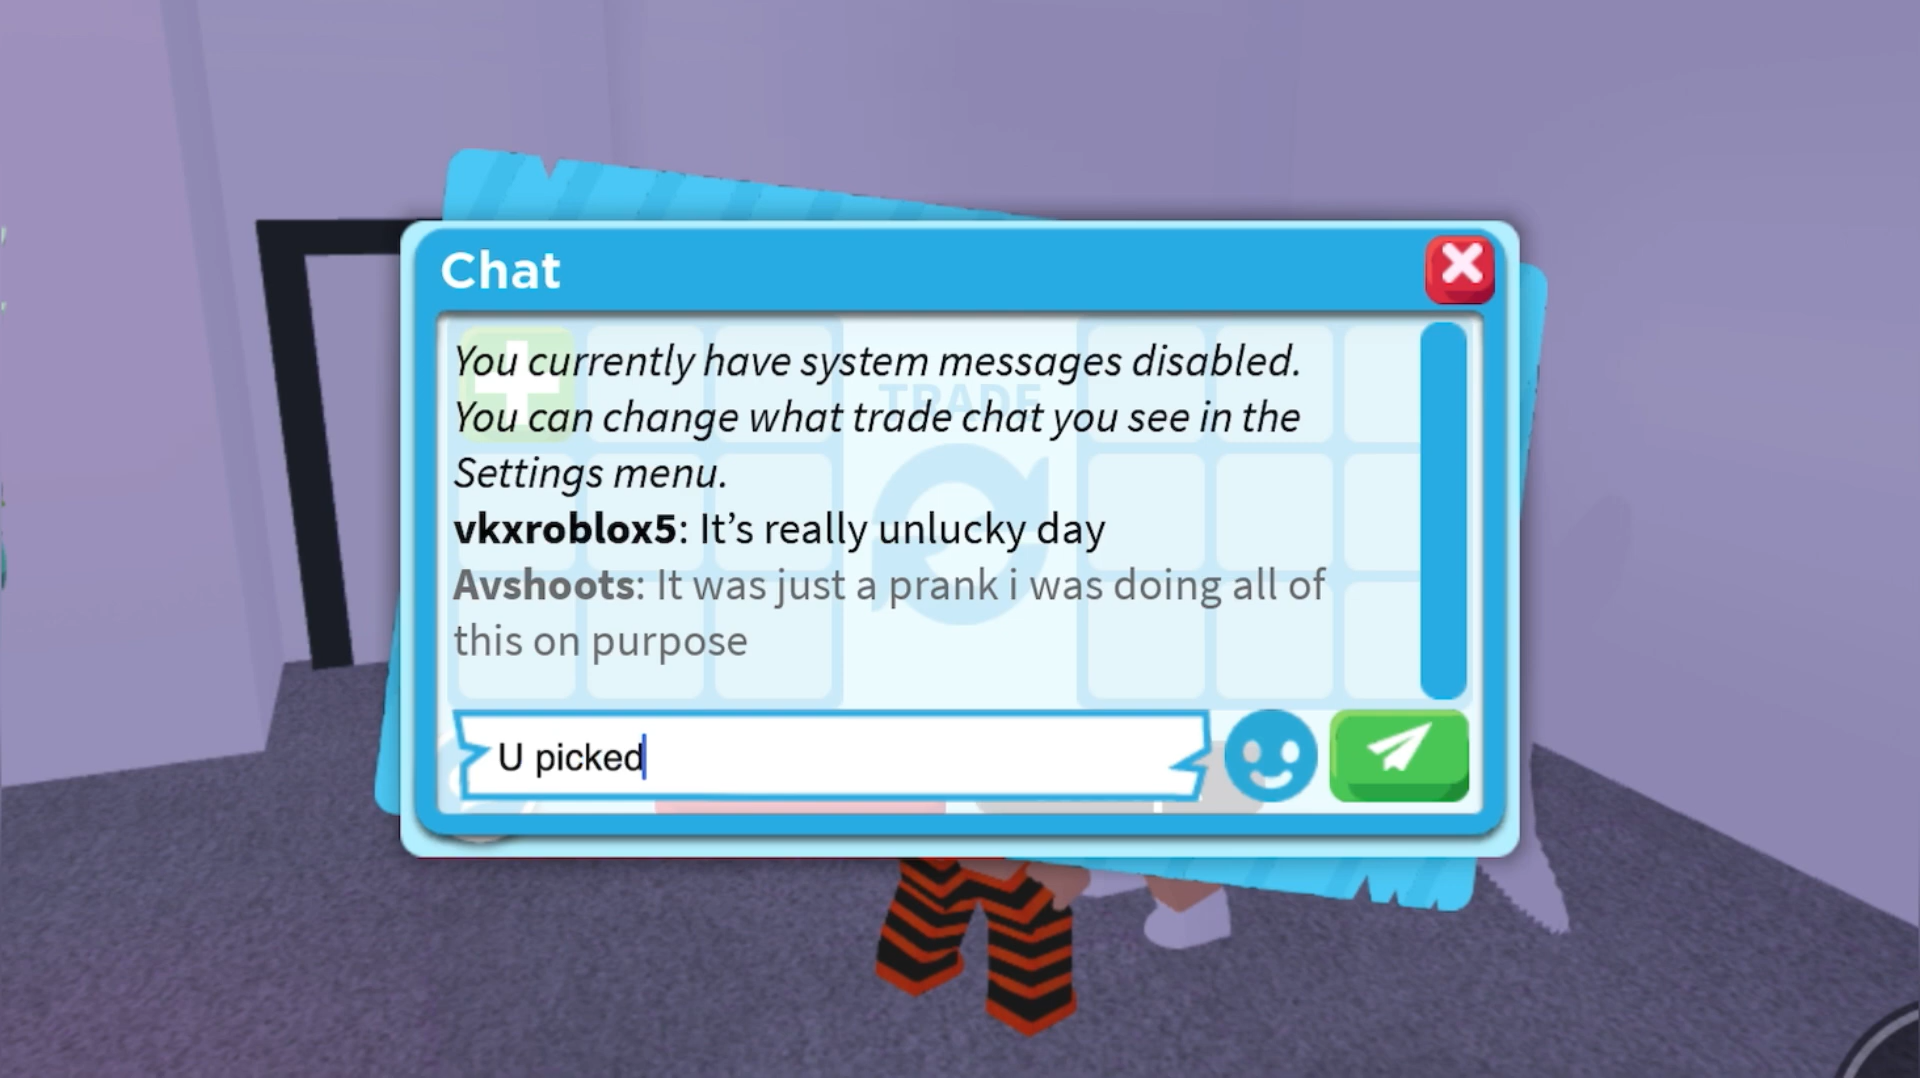 Chat
You currently have system messages disabled.
You can change what trade chat you see in the
Settings menu.
vkxroblox5: It’s really unlucky day
Avshoots: It was just a prank i was doing all of
this on purpose
TRADE
U picked